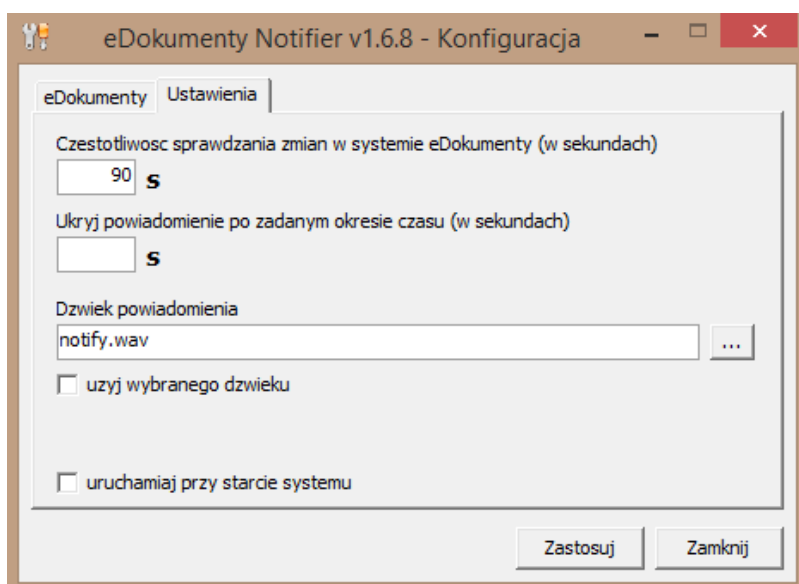 eDokumenty Notifier v1.6.8 - Konfiguracja
eDokumenty Ustawienia
Czestotliwosc sprawdzania zmian w systemie eDokumenty (w sekundach)
90 s
Ukryj powiadomienie po zadanym okresie czasu (w sekundach)
s
Dzwiek powiadomienia
notify.wav ...
uzyj wybranego dzwieku
uruchamiaj przy starcie systemu
Zastosuj Zamknij